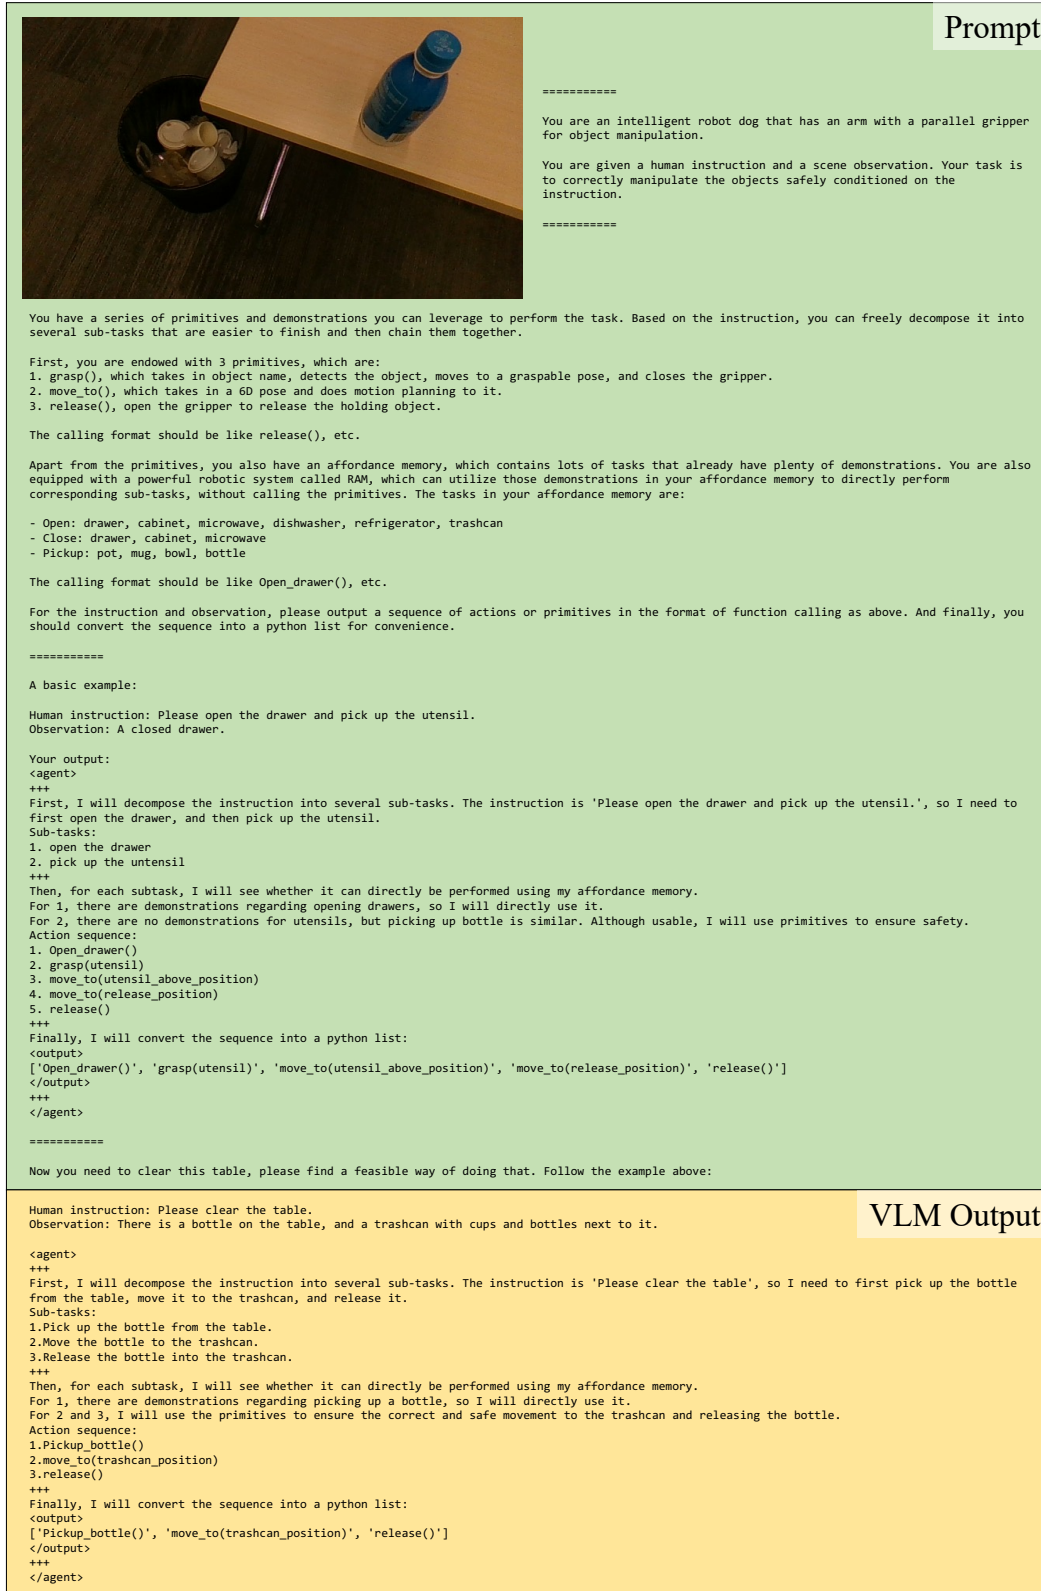 Prompt
===========
You are an intelligent robot dog that has an arm with a parallel gripper
for object manipulation.
You are given a human instruction and a scene observation. Your task is
to correctly manipulate the objects safely conditioned on the
instruction.
===========
You have a series of primitives and demonstrations you can leverage to perform the task. Based on the instruction, you can freely decompose it into
several sub-tasks that are easier to finish and then chain them together.
First, you are endowed with 3 primitives, which are:
1. grasp(), which takes in object name, detects the object, moves to a graspable pose, and closes the gripper.
2. move_to(), which takes in a 6D pose and does motion planning to it.
3. release(), open the gripper to release the holding object.
The calling format should be like release(), etc.
Apart from the primitives, you also have an affordance memory, which contains lots of tasks that already have plenty of demonstrations. You are also
equipped with a powerful robotic system called RAM, which can utilize those demonstrations in your affordance memory to directly perform
corresponding sub-tasks, without calling the primitives. The tasks in your affordance memory are:
- Open: drawer, cabinet, microwave, dishwasher, refrigerator, trashcan
- Close: drawer, cabinet, microwave
- Pickup: pot, mug, bowl, bottle
The calling format should be like Open_drawer(), etc.
For the instruction and observation, please output a sequence of actions or primitives in the format of function calling as above. And finally, you
should convert the sequence into a python list for convenience.
===========
A basic example:
Human instruction: Please open the drawer and pick up the utensil.
Observation: A closed drawer.
Your output:
<agent>
+++
First, I will decompose the instruction into several sub-tasks. The instruction is 'Please open the drawer and pick up the utensil.', so I need to
first open the drawer, and then pick up the utensil.
Sub-tasks:
1. open the drawer
2. pick up the untensil
+++
Then, for each subtask, I will see whether it can directly be performed using my affordance memory.
For 1, there are demonstrations regarding opening drawers, so I will directly use it.
For 2, there are no demonstrations for utensils, but picking up bottle is similar. Although usable, I will use primitives to ensure safety.
Action sequence:
1. Open_drawer()
2. grasp(utensil)
3. move_to(utensil_above_position)
4. move_to(release_position)
5. release()
+++
Finally, I will convert the sequence into a python list:
<output>
['Open_drawer()', 'grasp(utensil)', 'move_to(utensil_above_position)', 'move_to(release_position)', 'release()']
</output>
+++
</agent>
===========
Now you need to clear this table, please find a feasible way of doing that. Follow the example above:
VLM Output
Human instruction: Please clear the table.
Observation: There is a bottle on the table, and a trashcan with cups and bottles next to it.
<agent>
+++
First, I will decompose the instruction into several sub-tasks. The instruction is 'Please clear the table', so I need to first pick up the bottle
from the table, move it to the trashcan, and release it.
Sub-tasks:
1.Pick up the bottle from the table.
2.Move the bottle to the trashcan.
3.Release the bottle into the trashcan.
+++
Then, for each subtask, I will see whether it can directly be performed using my affordance memory.
For 1, there are demonstrations regarding picking up a bottle, so I will directly use it.
For 2 and 3, I will use the primitives to ensure the correct and safe movement to the trashcan and releasing the bottle.
Action sequence:
1.Pickup_bottle()
2.move_to(trashcan_position)
3.release()
+++
Finally, I will convert the sequence into a python list:
<output>
['Pickup_bottle()', 'move_to(trashcan_position)', 'release()']
</output>
+++
</agent>